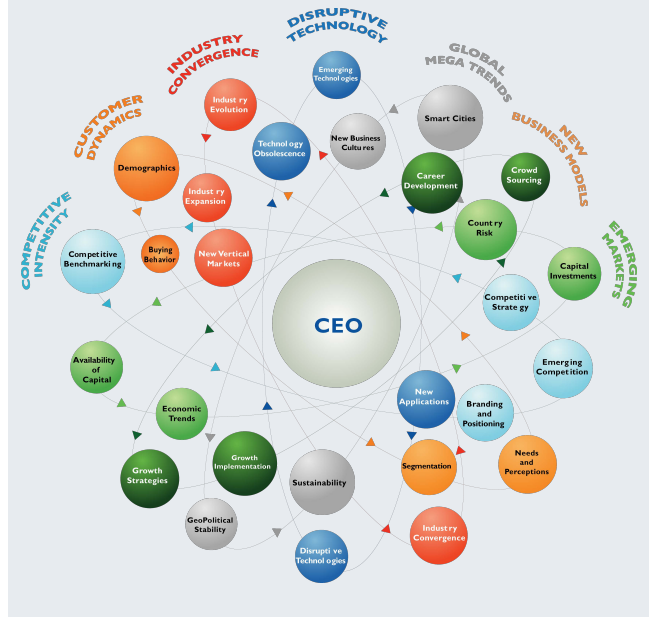 DISRUPTIVE
TECHNOLOGY
INDUSTRY
CONVERGENCE
GLOBAL
MEGA TRENDS
CUSTOMER
DYNAMICS
NEW
BUSINESS MODELS
COMPETITIVE
INTENSITY
EMERGING
MARKETS
Emerging
Technologies
Industry
Evolution
Smart Cities
Technology
Obsolescence
New Business
Cultures
Demographics
Career
Development
Crowd
Sourcing
Industry
Expansion
Country
Risk
Competitive
Benchmarking
Buying
Behavior
New Vertical
Markets
Capital
Investments
Competitive
Strategy
CEO
Availability
of
Capital
Emerging
Competition
Economic
Trends
New
Applications
Branding
and
Positioning
Growth
Strategies
Growth
Implementation
Sustainability
Segmentation
Needs
and
Perceptions
GeoPolitical
Stability
Industry
Convergence
Disruptive
Technologies